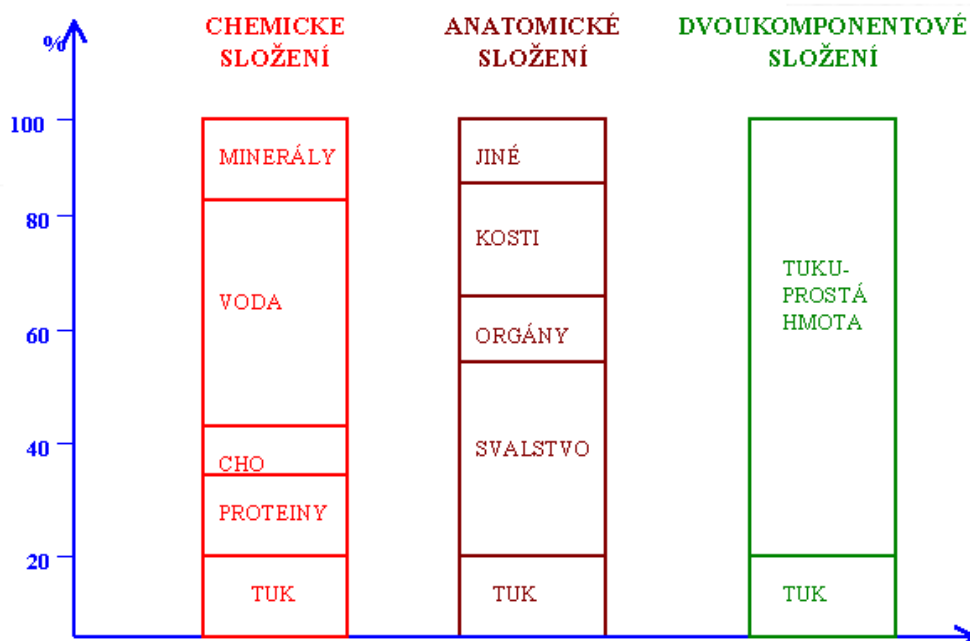 %
CHEMICKE
SLOŽENÍ
ANATOMICKÉ
SLOŽENÍ
DVOUKOMPONENTOVÉ
SLOŽENÍ
100
80
60
40
20
MINERÁLY
VODA
CHO
PROTEINY
TUK
JINÉ
KOSTI
ORGÁNY
SVALSTVO
TUK
TUKU-
PROSTÁ
HMOTA
TUK